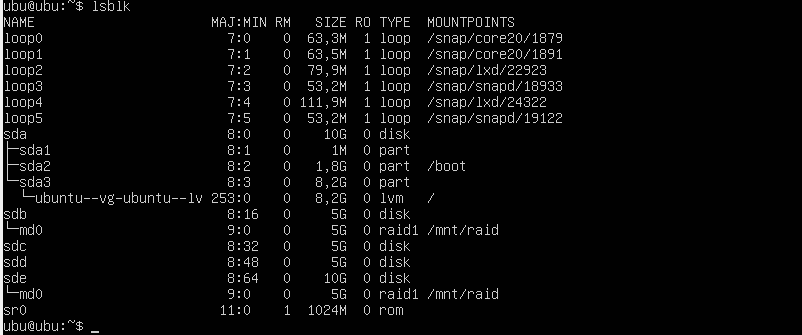 ubu@ubu:~$ lsblk
NAME                      MAJ:MIN RM   SIZE RO TYPE  MOUNTPOINTS
loop0                       7:0    0  63,3M  1 loop  /snap/core20/1879
loop1                       7:1    0  63,5M  1 loop  /snap/core20/1891
loop2                       7:2    0  79,9M  1 loop  /snap/lxd/22923
loop3                       7:3    0  53,2M  1 loop  /snap/snapd/18933
loop4                       7:4    0 111,9M  1 loop  /snap/lxd/24322
loop5                       7:5    0  53,2M  1 loop  /snap/snapd/19122
sda                         8:0    0    10G  0 disk
├─sda1                      8:1    0     1M  0 part
├─sda2                      8:2    0   1,8G  0 part  /boot
└─sda3                      8:3    0   8,2G  0 part
  └─ubuntu--vg-ubuntu--lv 253:0    0   8,2G  0 lvm   /
sdb                         8:16   0     5G  0 disk
└─md0                       9:0    0     5G  0 raid1 /mnt/raid
sdc                         8:32   0     5G  0 disk
sdd                         8:48   0     5G  0 disk
sde                         8:64   0    10G  0 disk
└─md0                       9:0    0     5G  0 raid1 /mnt/raid
sr0                        11:0    1  1024M  0 rom
ubu@ubu:~$ _